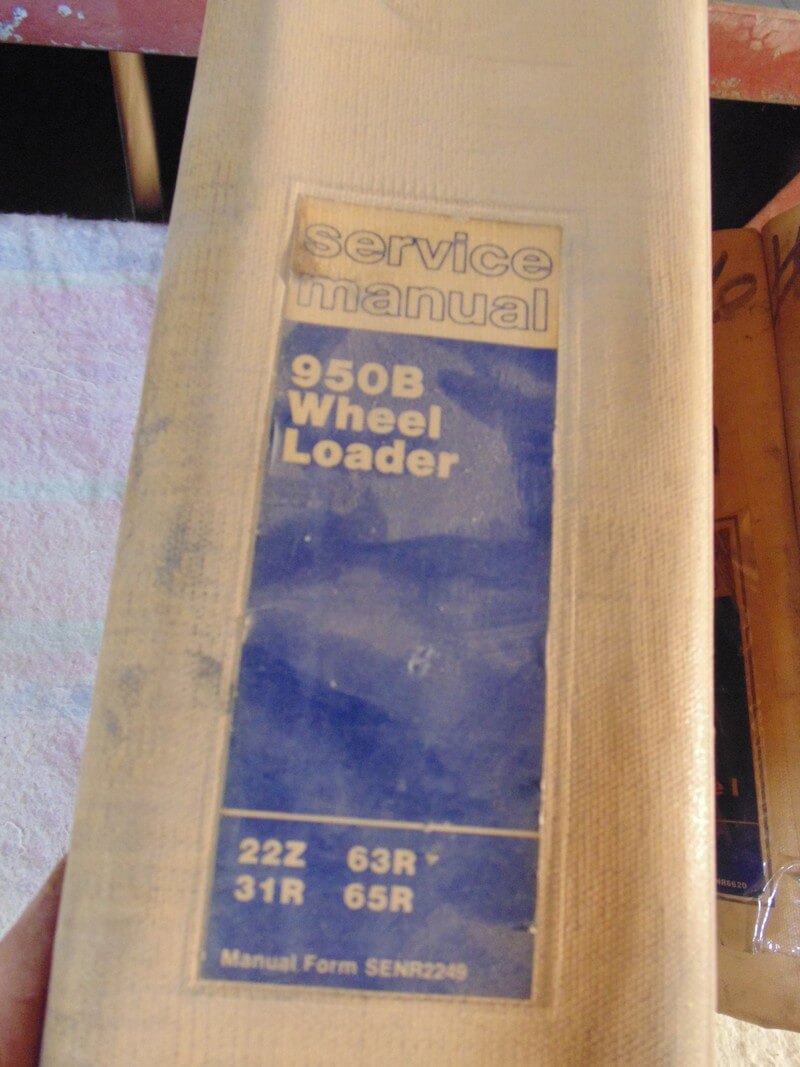 service
manual
950B
Wheel
Loader
22Z 63R
31R 65R
Manual Form SENR2249